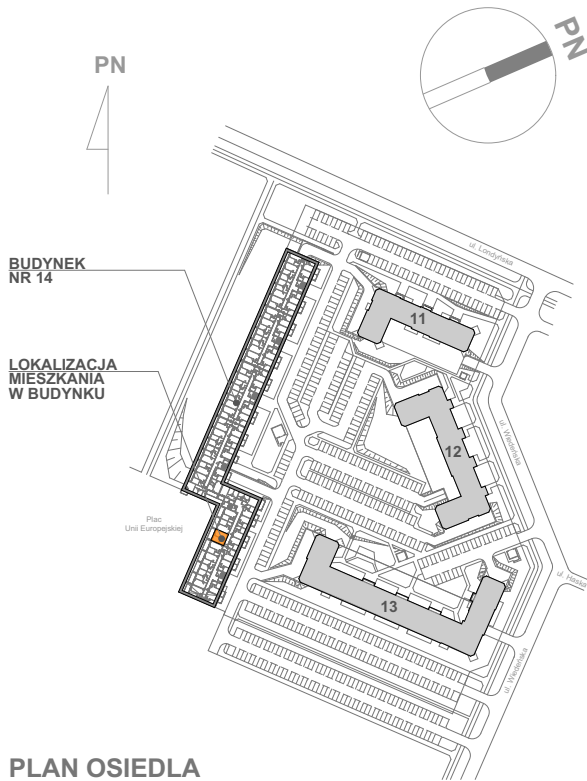 PN
PN
ul. Londyńska
BUDYNEK
NR 14
11
LOKALIZACJA
MIESZKANIA
W BUDYNKU
12
ul. Wiedeńska
Plac
Unii Europejskiej
13
ul. Haska
ul. Wiedeńska
PLAN OSIEDLA